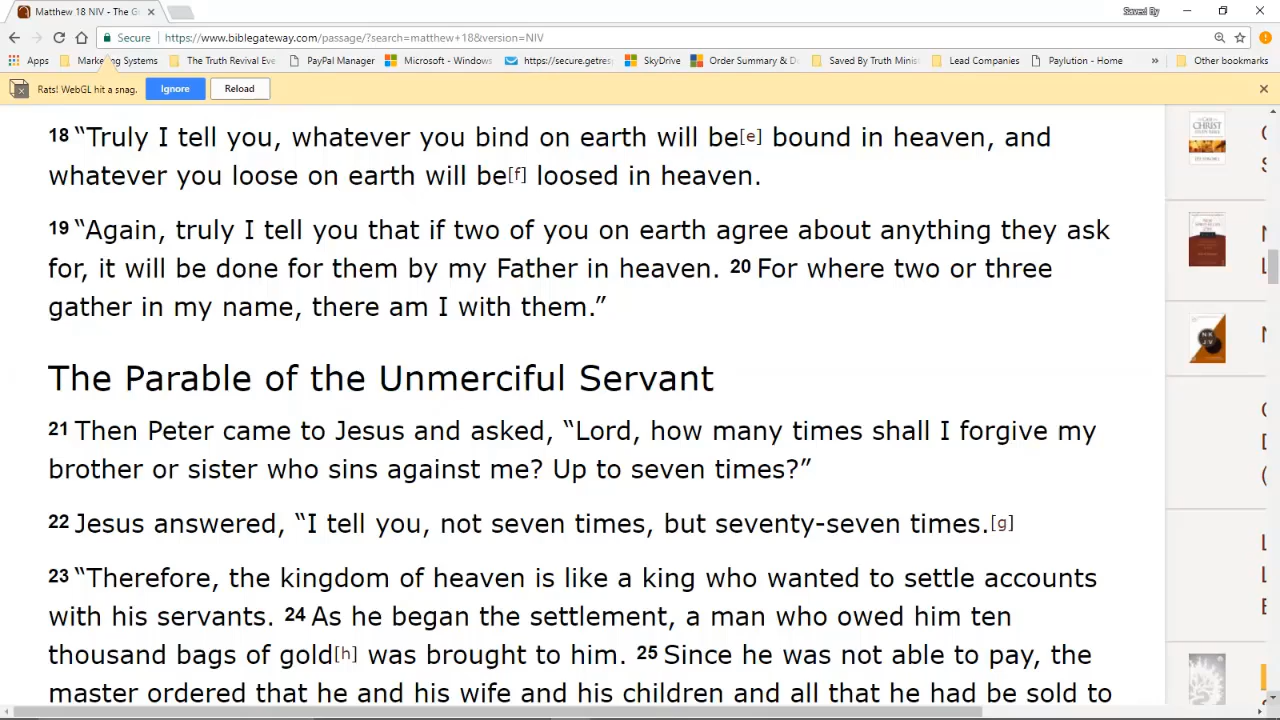 Matthew 18 NIV - The G
Saved By
Secure https://www.biblegateway.com/passage/?search=matthew+18&version=NIV
Apps Marketing Systems The Truth Revival Eve PayPal Manager Microsoft - Windows https://secure.getres SkyDrive Order Summary & D Saved By Truth Minis Lead Companies Paylution - Home » Other bookmarks
Rats! WebGL hit a snag. Ignore Reload
18 “Truly I tell you, whatever you bind on earth will be[e] bound in heaven, and
whatever you loose on earth will be[f] loosed in heaven.
19 “Again, truly I tell you that if two of you on earth agree about anything they ask
for, it will be done for them by my Father in heaven. 20 For where two or three
gather in my name, there am I with them.”
The Parable of the Unmerciful Servant
21 Then Peter came to Jesus and asked, “Lord, how many times shall I forgive my
brother or sister who sins against me? Up to seven times?”
22 Jesus answered, “I tell you, not seven times, but seventy-seven times.[g]
23 “Therefore, the kingdom of heaven is like a king who wanted to settle accounts
with his servants. 24 As he began the settlement, a man who owed him ten
thousand bags of gold[h] was brought to him. 25 Since he was not able to pay, the
master ordered that he and his wife and his children and all that he had be sold to
CHRIST
NKJV